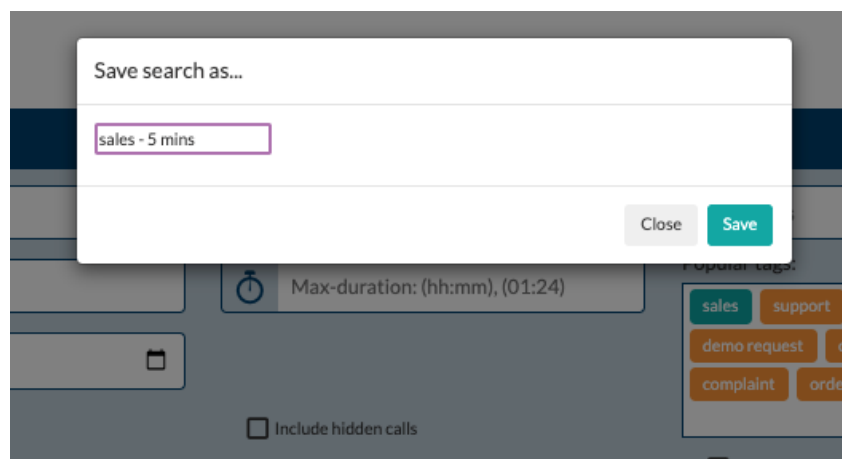 Save search as...
sales - 5 mins
Close
Save
Popular tags:
Max-duration: (hh:mm), (01:24)
sales
support
demo request
complaint
Include hidden calls